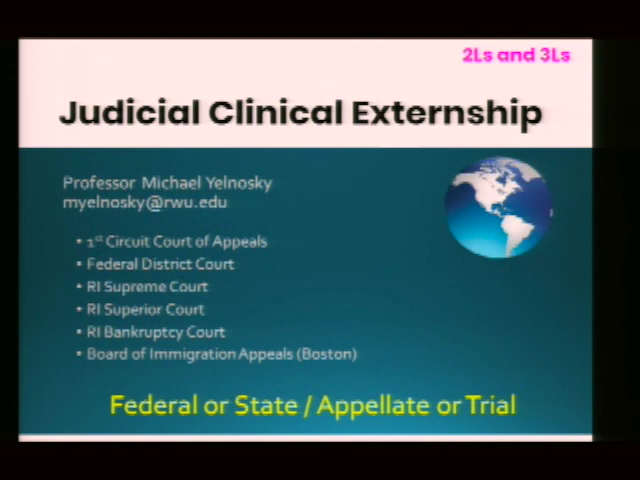 2Ls and 3Ls
Judicial Clinical Externship
Professor Michael Yelnosky
myelnosky@rwu.edu
• 1st Circuit Court of Appeals
• Federal District Court
• RI Supreme Court
• RI Superior Court
• RI Bankruptcy Court
• Board of Immigration Appeals (Boston)
Federal or State / Appellate or Trial